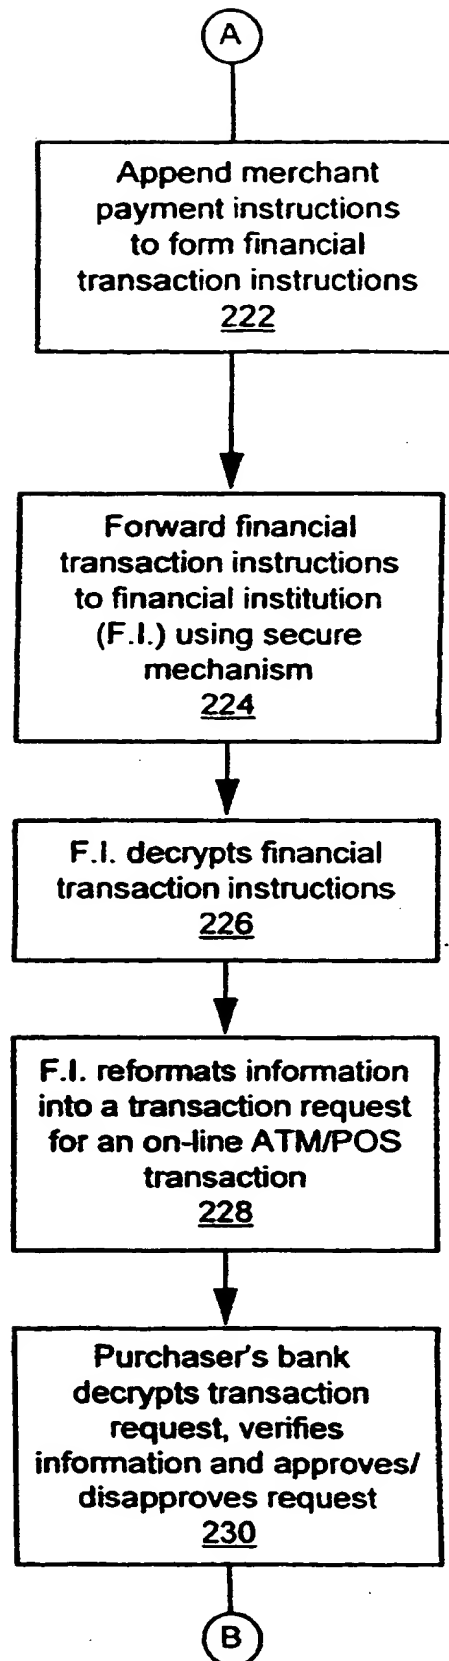 A
Append merchant
payment instructions
to form financial
transaction instructions
222
Forward financial
transaction instructions
to financial institution
(F.I.) using secure
mechanism
224
F.I. decrypts financial
transaction instructions
226
F.I. reformats information
into a transaction request
for an on-line ATM/POS
transaction
228
Purchaser's bank
decrypts transaction
request, verifies
information and approves/
disapproves request
230
B